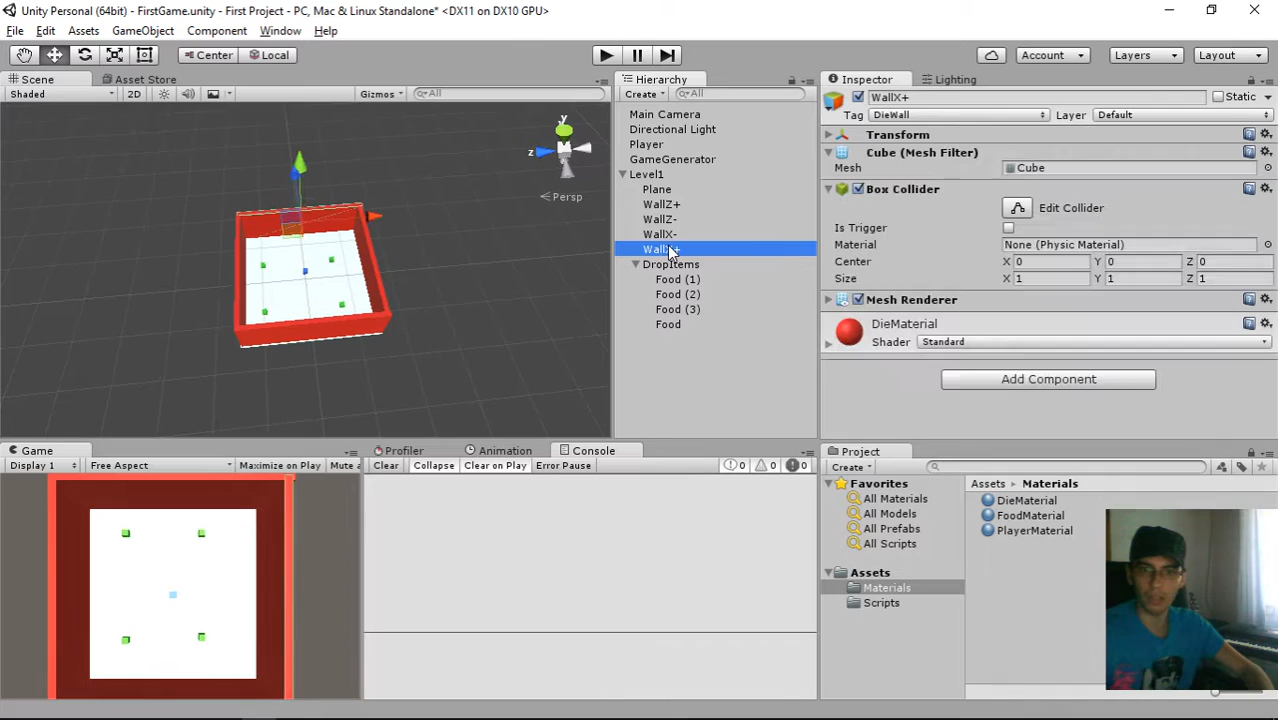 Unity Personal (64bit) - FirstGame.unity - First Project - PC, Mac & Linux Standalone* <DX11 on DX10 GPU>
File Edit Assets GameObject Component Window Help
Center Local Account Layers Layout
Scene Asset Store
Shaded 2D Gizmos All
y
z
Persp
Hierarchy
Create All
Main Camera
Directional Light
Player
GameGenerator
Level1
Plane
WallZ+
WallZ-
WallX-
WallX+
DropItems
Food (1)
Food (2)
Food (3)
Food
Inspector Lighting
WallX+ Static
Tag DieWall Layer Default
Transform
Cube (Mesh Filter)
Mesh Cube
Box Collider
Edit Collider
Is Trigger
Material None (Physic Material)
Center X 0 Y 0 Z 0
Size X 1 Y 1 Z 1
Mesh Renderer
DieMaterial
Shader Standard
Add Component
Game
Display 1 Free Aspect Maximize on Play Mute a
Profiler Animation Console
Clear Collapse Clear on Play Error Pause 0 0 0
Project
Create
Favorites
All Materials
All Models
All Prefabs
All Scripts
Assets
Materials
Scripts
Assets Materials
DieMaterial
FoodMaterial
PlayerMaterial